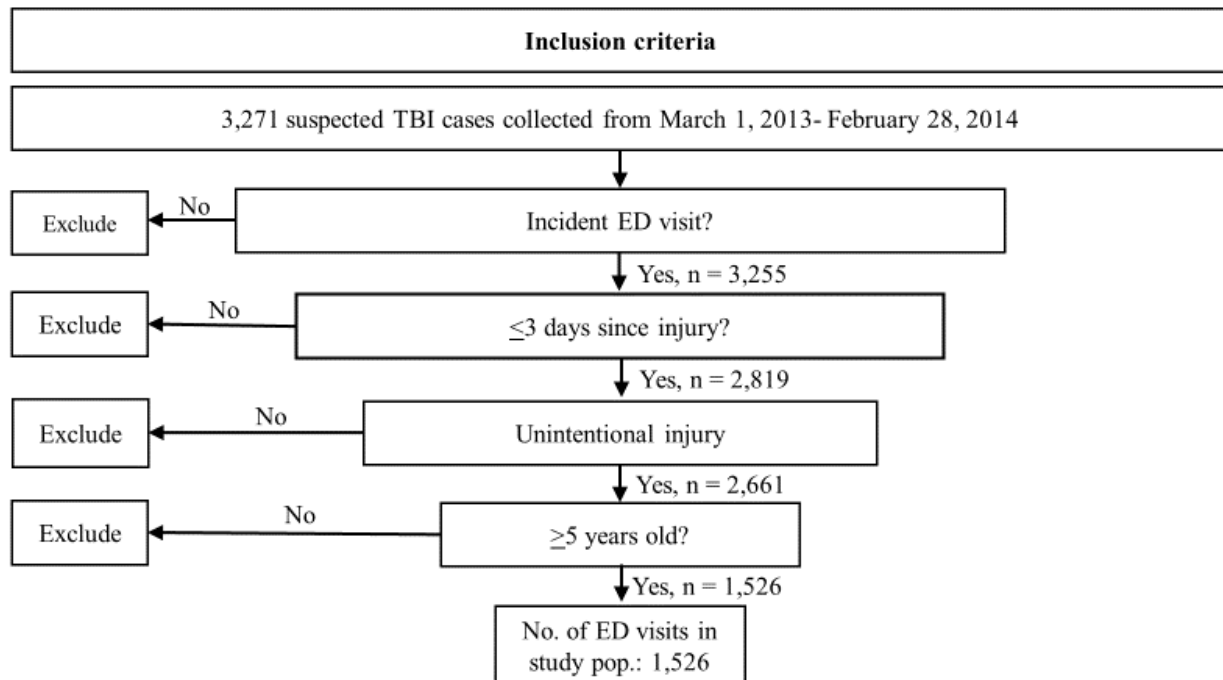 Inclusion criteria
3,271 suspected TBI cases collected from March 1, 2013- February 28, 2014
No
Exclude
Incident ED visit?
Yes, n = 3,255
No
Exclude
≤3 days since injury?
Yes, n = 2,819
No
Exclude
Unintentional injury
Yes, n = 2,661
No
Exclude
≥5 years old?
Yes, n = 1,526
No. of ED visits in
study pop.: 1,526